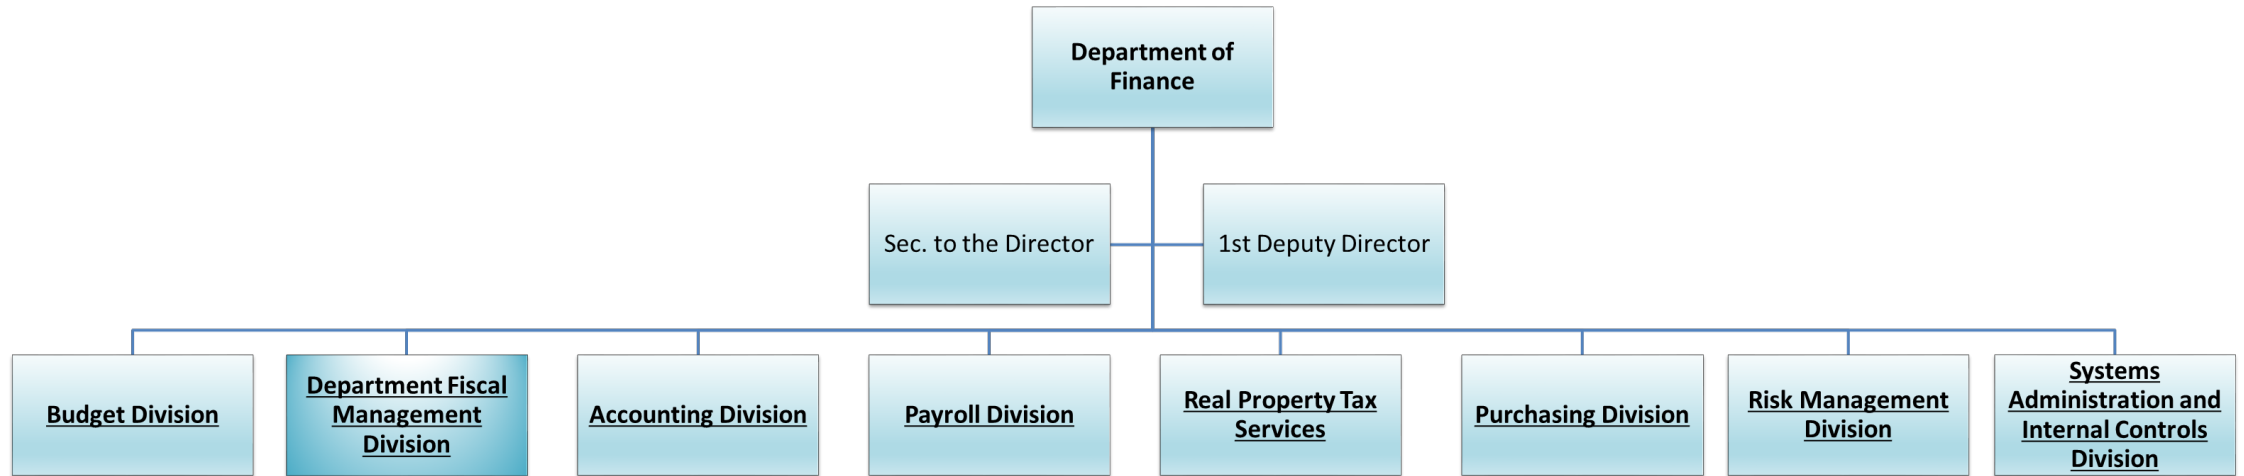 Department of
Finance
Sec. to the Director
1st Deputy Director
Budget Division
Department Fiscal
Management
Division
Accounting Division
Payroll Division
Real Property Tax
Services
Purchasing Division
Risk Management
Division
Systems
Administration and
Internal Controls
Division